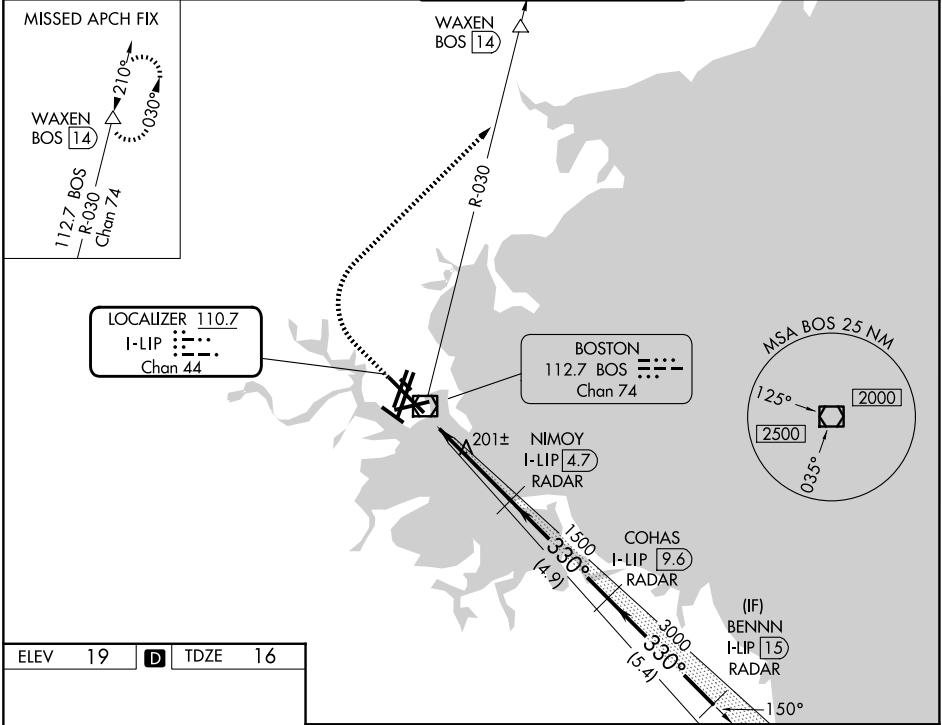 MISSED APCH FIX
210°
030°
WAXEN
BOS 14
112.7 BOS
R-030
Chan 74
WAXEN
BOS 14
R-030
LOCALIZER 110.7
I-LIP
Chan 44
BOSTON
112.7 BOS
Chan 74
MSA BOS 25 NM
125°
2000
2500
035°
201±
NIMOY
I-LIP 4.7
RADAR
1500
330°
(4.9)
COHAS
I-LIP 9.6
RADAR
3000
330°
(5.4)
(IF)
BENNN
I-LIP 15
RADAR
150°
ELEV 19 D TDZE 16